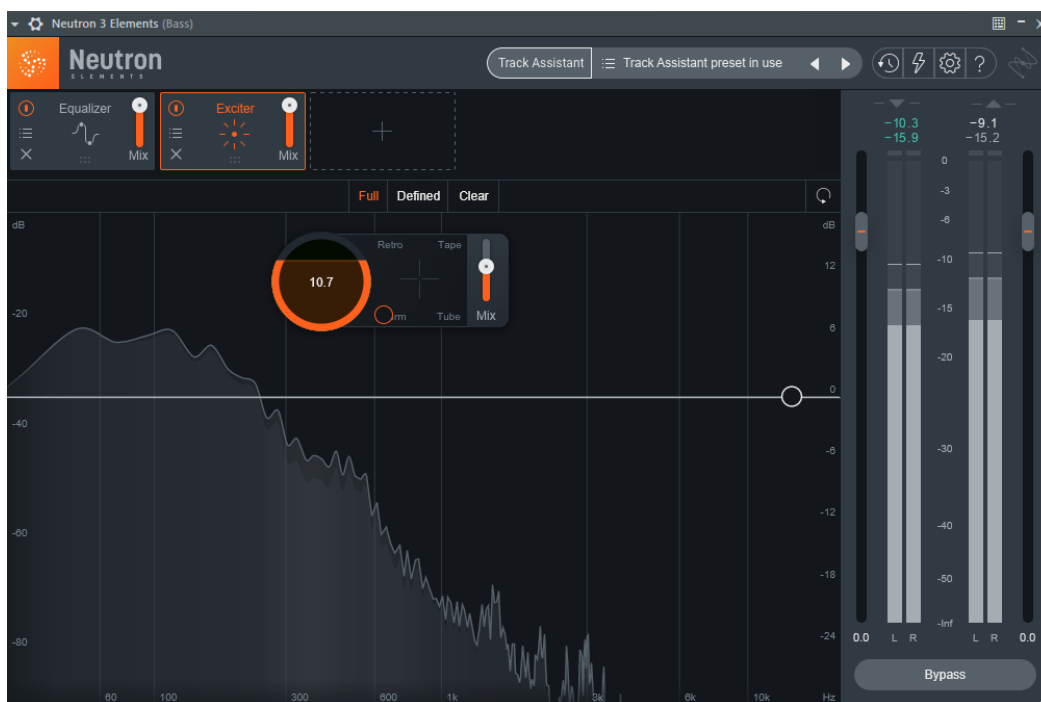 Neutron 3 Elements (Bass)
Neutron
ELEMENTS
Track Assistant
Track Assistant preset in use
?
Equalizer
Mix
Exciter
Mix
-10.3
-15.9
-9.1
-15.2
Full
Defined
Clear
dB
dB
Retro
Tape
10.7
rm
Tube
Mix
12
6
0
-6
-12
-18
-24
-20
-40
-60
-80
60
100
300
600
1k
3k
6k
10k
Hz
0
-3
-6
-10
-15
-20
-30
-40
-50
-Inf
0.0
L
R
L
R
0.0
Bypass